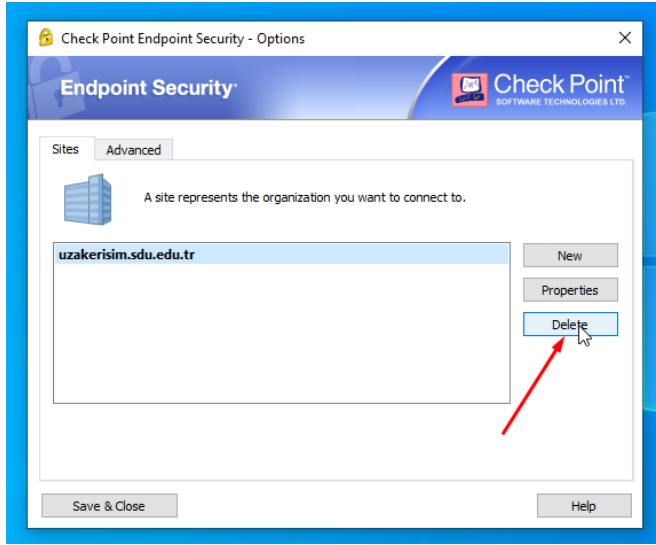 Check Point Endpoint Security - Options
Endpoint Security
Check Point™
SOFTWARE TECHNOLOGIES LTD.
Sites Advanced
A site represents the organization you want to connect to.
uzakerisim.sdu.edu.tr
New
Properties
Delete
Save & Close
Help